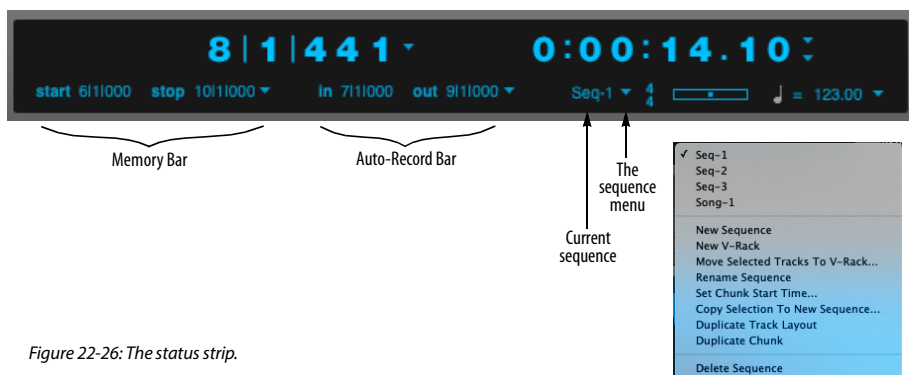 8|1|441 0:00:14.10
start 6|1|000 stop 10|1|000 in 7|1|000 out 9|1|000 Seq-1 4 4 = 123.00
Memory Bar
Auto-Record Bar
The
sequence
menu
Current
sequence
✓ Seq-1
Seq-2
Seq-3
Song-1
New Sequence
New V-Rack
Move Selected Tracks To V-Rack...
Rename Sequence
Set Chunk Start Time...
Copy Selection To New Sequence...
Duplicate Track Layout
Duplicate Chunk
Delete Sequence
Figure 22-26: The status strip.